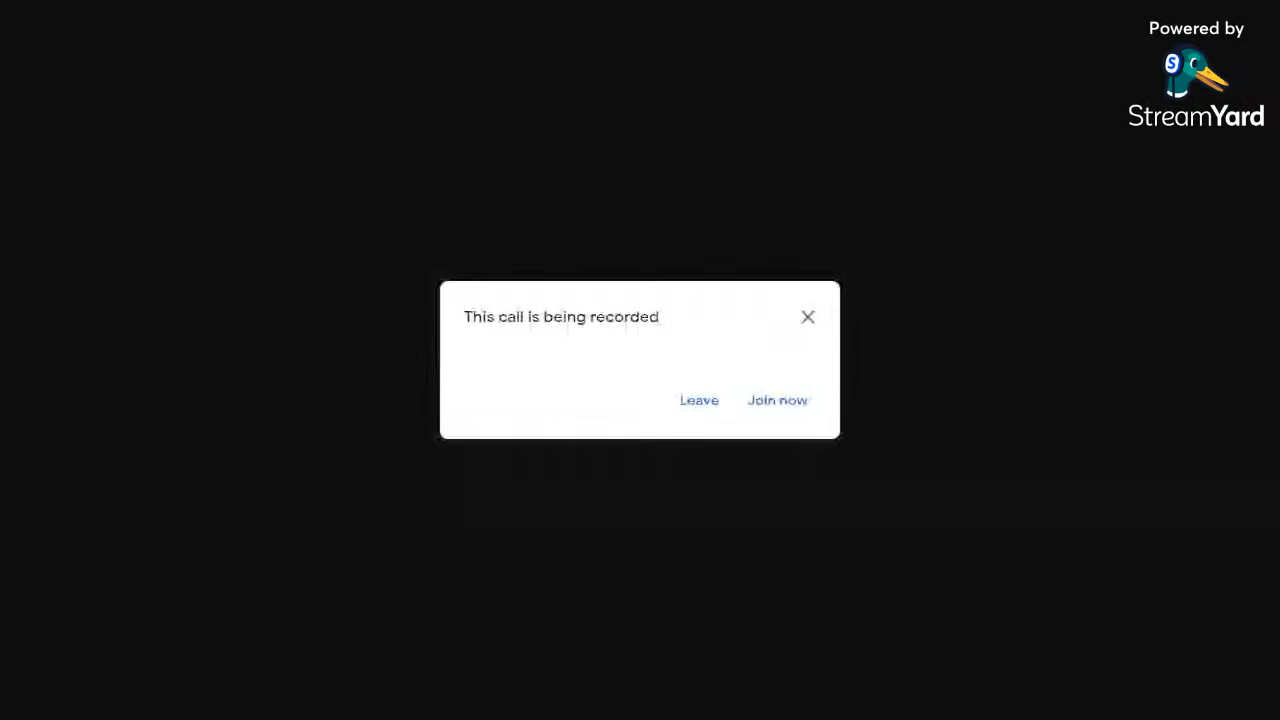 Powered by
S
StreamYard
This call is being recorded
Leave
Join now